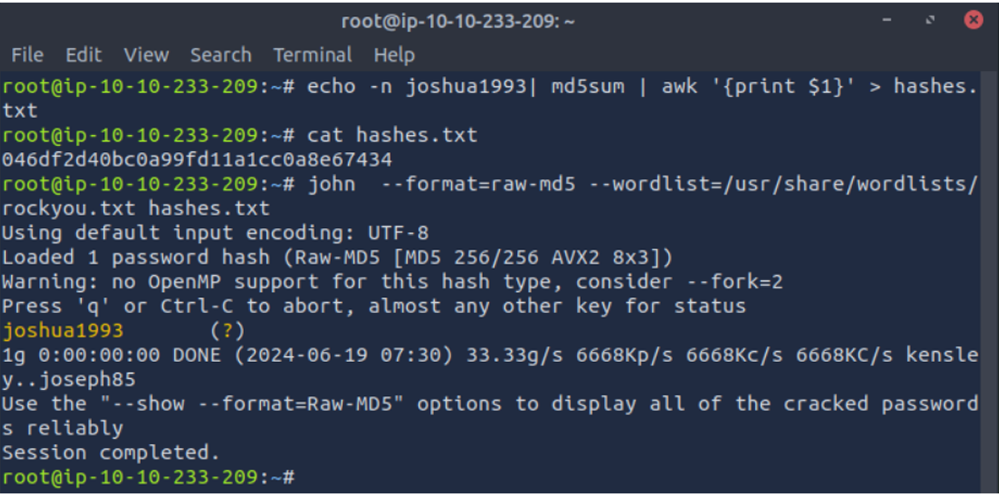 root@ip-10-10-233-209: ~
File Edit View Search Terminal Help
root@ip-10-10-233-209:~# echo -n joshua1993| md5sum | awk '{print $1}' > hashes.
txt
root@ip-10-10-233-209:~# cat hashes.txt
046df2d40bc0a99fd11a1cc0a8e67434
root@ip-10-10-233-209:~# john  --format=raw-md5 --wordlist=/usr/share/wordlists/
rockyou.txt hashes.txt
Using default input encoding: UTF-8
Loaded 1 password hash (Raw-MD5 [MD5 256/256 AVX2 8x3])
Warning: no OpenMP support for this hash type, consider --fork=2
Press 'q' or Ctrl-C to abort, almost any other key for status
joshua1993       (?)
1g 0:00:00:00 DONE (2024-06-19 07:30) 33.33g/s 6668Kp/s 6668Kc/s 6668KC/s kensle
y..joseph85
Use the "--show --format=Raw-MD5" options to display all of the cracked password
s reliably
Session completed.
root@ip-10-10-233-209:~#